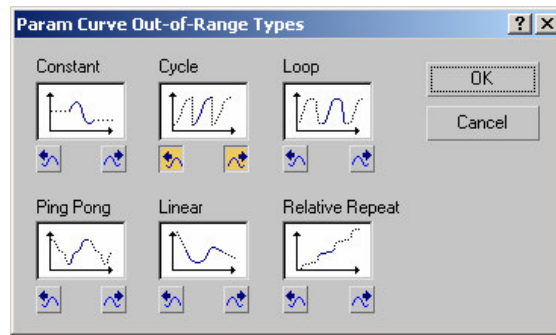 Param Curve Out-of-Range Types
Constant Cycle Loop
OK
Cancel
Ping Pong Linear Relative Repeat